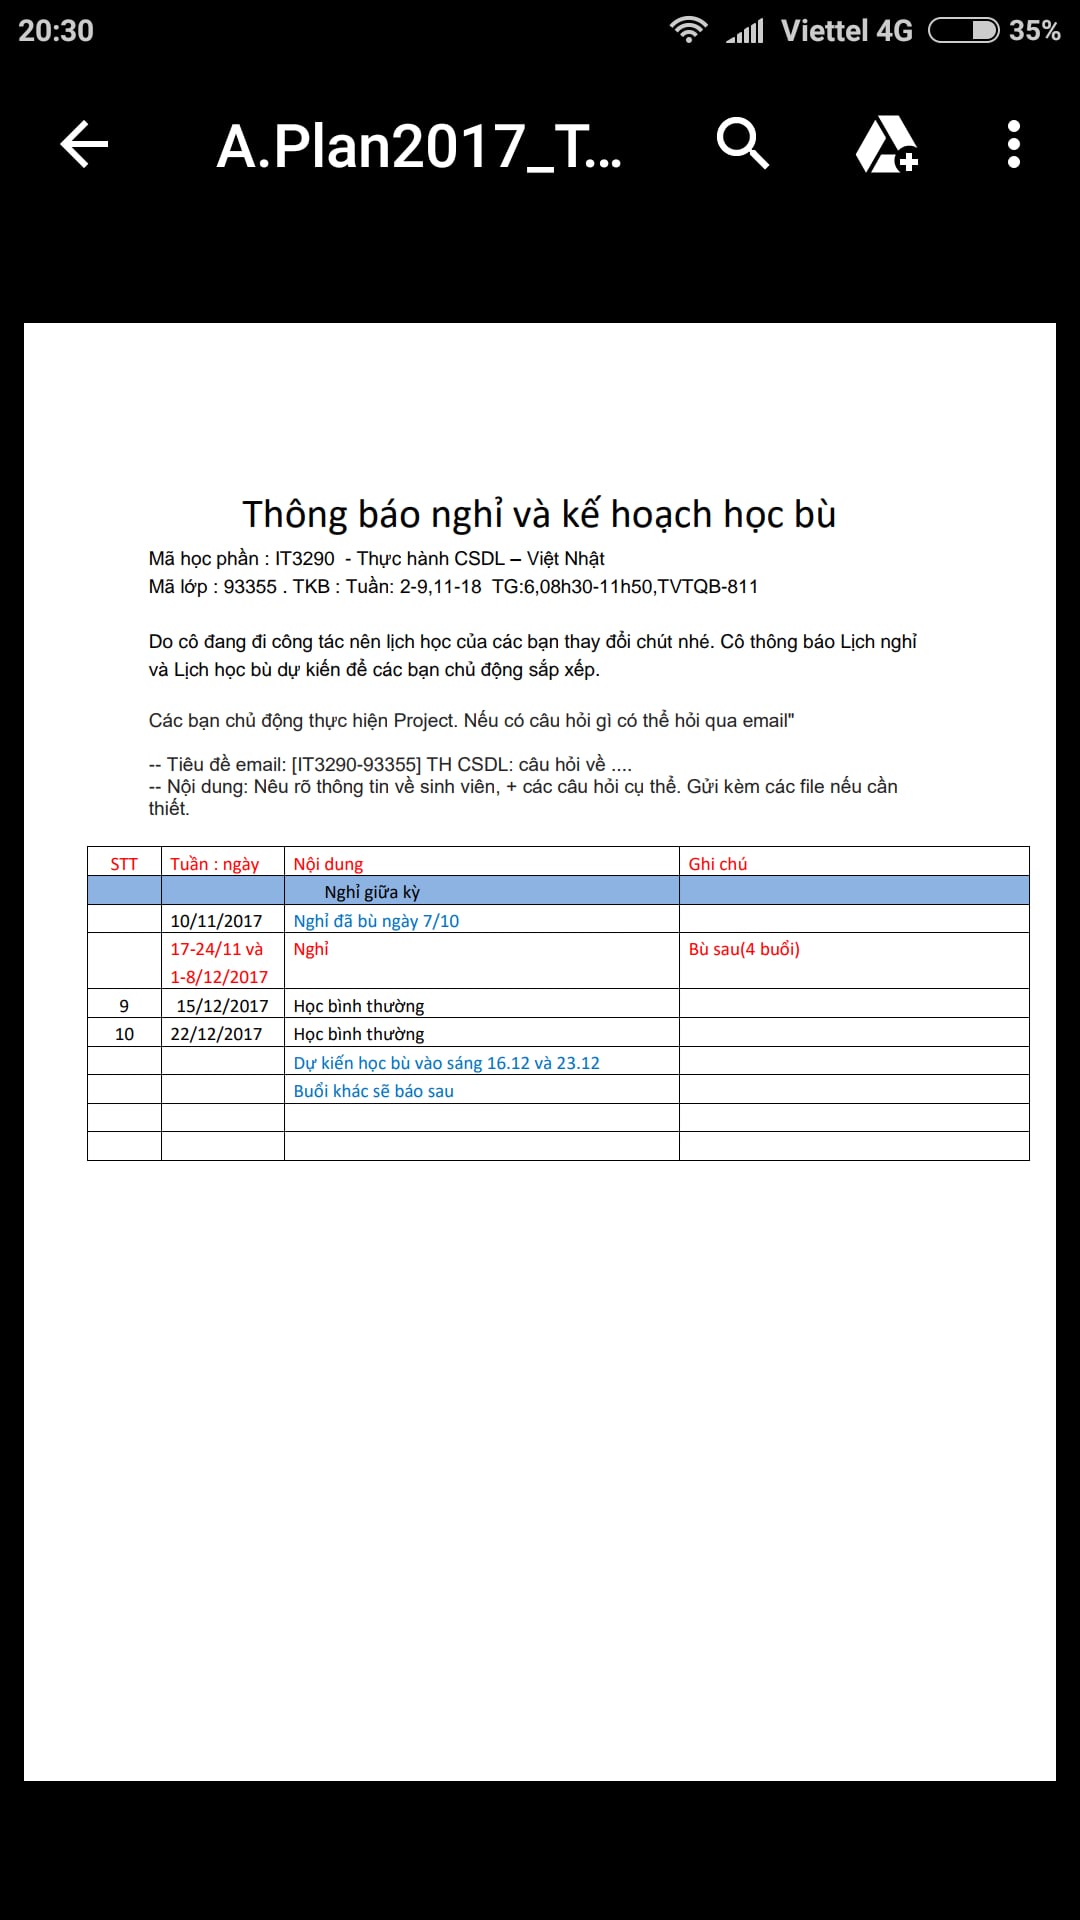 20:30 Viettel 4G 35%
A.Plan2017_T...
Thông báo nghỉ và kế hoạch học bù
Mã học phần : IT3290 - Thực hành CSDL – Việt Nhật
Mã lớp : 93355 . TKB : Tuần: 2-9,11-18 TG:6,08h30-11h50,TVTQB-811
Do cô đang đi công tác nên lịch học của các bạn thay đổi chút nhé. Cô thông báo Lịch nghỉ
và Lịch học bù dự kiến để các bạn chủ động sắp xếp.
Các bạn chủ động thực hiện Project. Nếu có câu hỏi gì có thể hỏi qua email"
-- Tiêu đề email: [IT3290-93355] TH CSDL: câu hỏi về ....
-- Nội dung: Nêu rõ thông tin về sinh viên, + các câu hỏi cụ thể. Gửi kèm các file nếu cần
thiết.
STT Tuần : ngày Nội dung Ghi chú
Nghỉ giữa kỳ
10/11/2017 Nghỉ đã bù ngày 7/10
17-24/11 và Nghỉ Bù sau(4 buổi)
1-8/12/2017
9 15/12/2017 Học bình thường
10 22/12/2017 Học bình thường
Dự kiến học bù vào sáng 16.12 và 23.12
Buổi khác sẽ báo sau